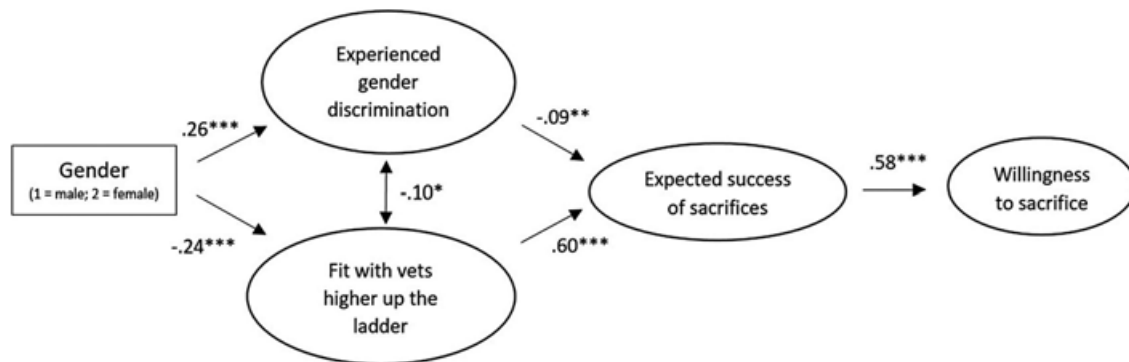 Experienced
gender
discrimination
.26***
-.09**
Gender
(1 = male; 2 = female)
-.10*
Expected success
of sacrifices
.58***
Willingness
to sacrifice
-.24***
.60***
Fit with vets
higher up the
ladder